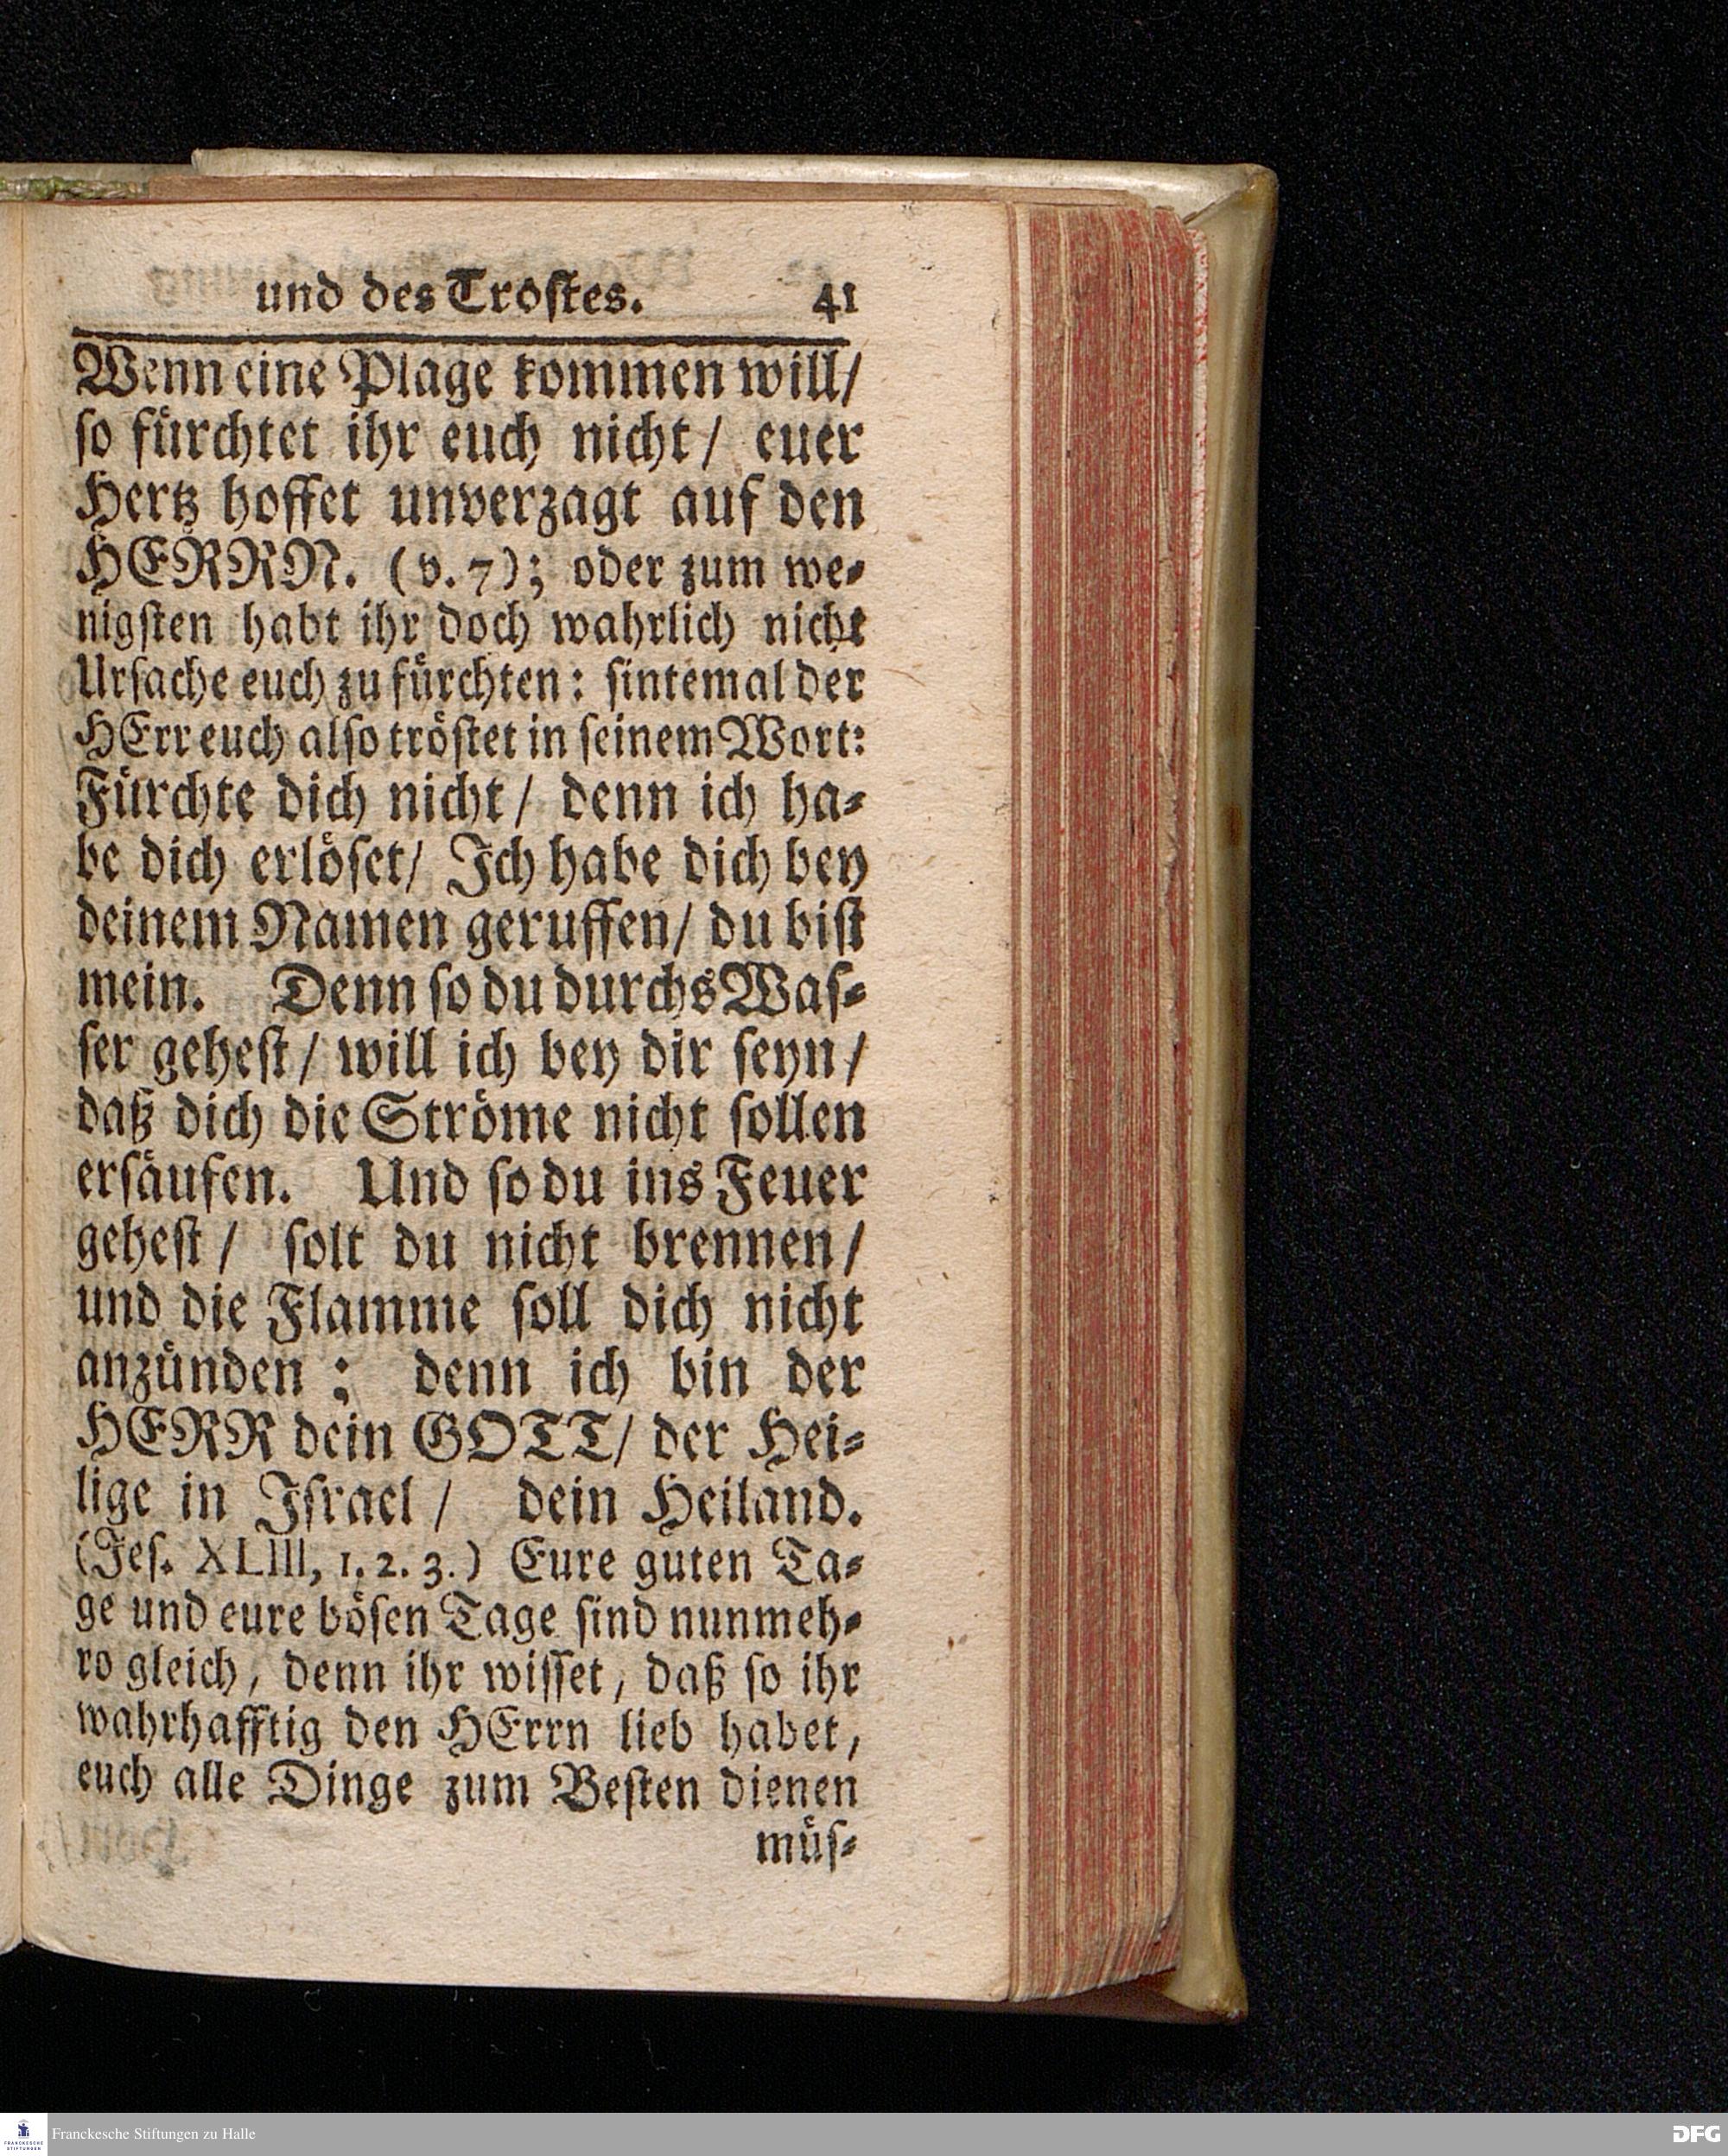 und des Trostes. 41
Wenn eine Plage kommen will/
so fürchtet ihr euch nicht/ euer
Hertz hoffet unverzagt auf den
HERRN. (v. 7); oder zum we-
nigsten habt ihr doch wahrlich nicht
Ursache euch zu fürchten: sintemal der
HErr euch also tröstet in seinem Wort:
Fürchte dich nicht/ denn ich ha-
be dich erlöset/ Ich habe dich bey
deinem Namen geruffen/ du bist
mein. Denn so du durchs Was-
ser gehest/ will ich bey dir seyn/
daß dich die Ströme nicht sollen
ersäufen. Und so du ins Feuer
gehest/ solt du nicht brennen/
und die Flamme soll dich nicht
anzünden: denn ich bin der
HERR dein GOTT/ der Hei-
lige in Israel/ dein Heiland.
(Jes. XLIII, 1. 2. 3.) Eure guten Ta-
ge und eure bösen Tage sind nunmeh-
ro gleich, denn ihr wisset, daß so ihr
wahrhafftig den HErrn lieb habet,
euch alle Dinge zum Besten dienen
müs-
FRANCKESCHE STIFTUNGEN
Franckesche Stiftungen zu Halle
DFG